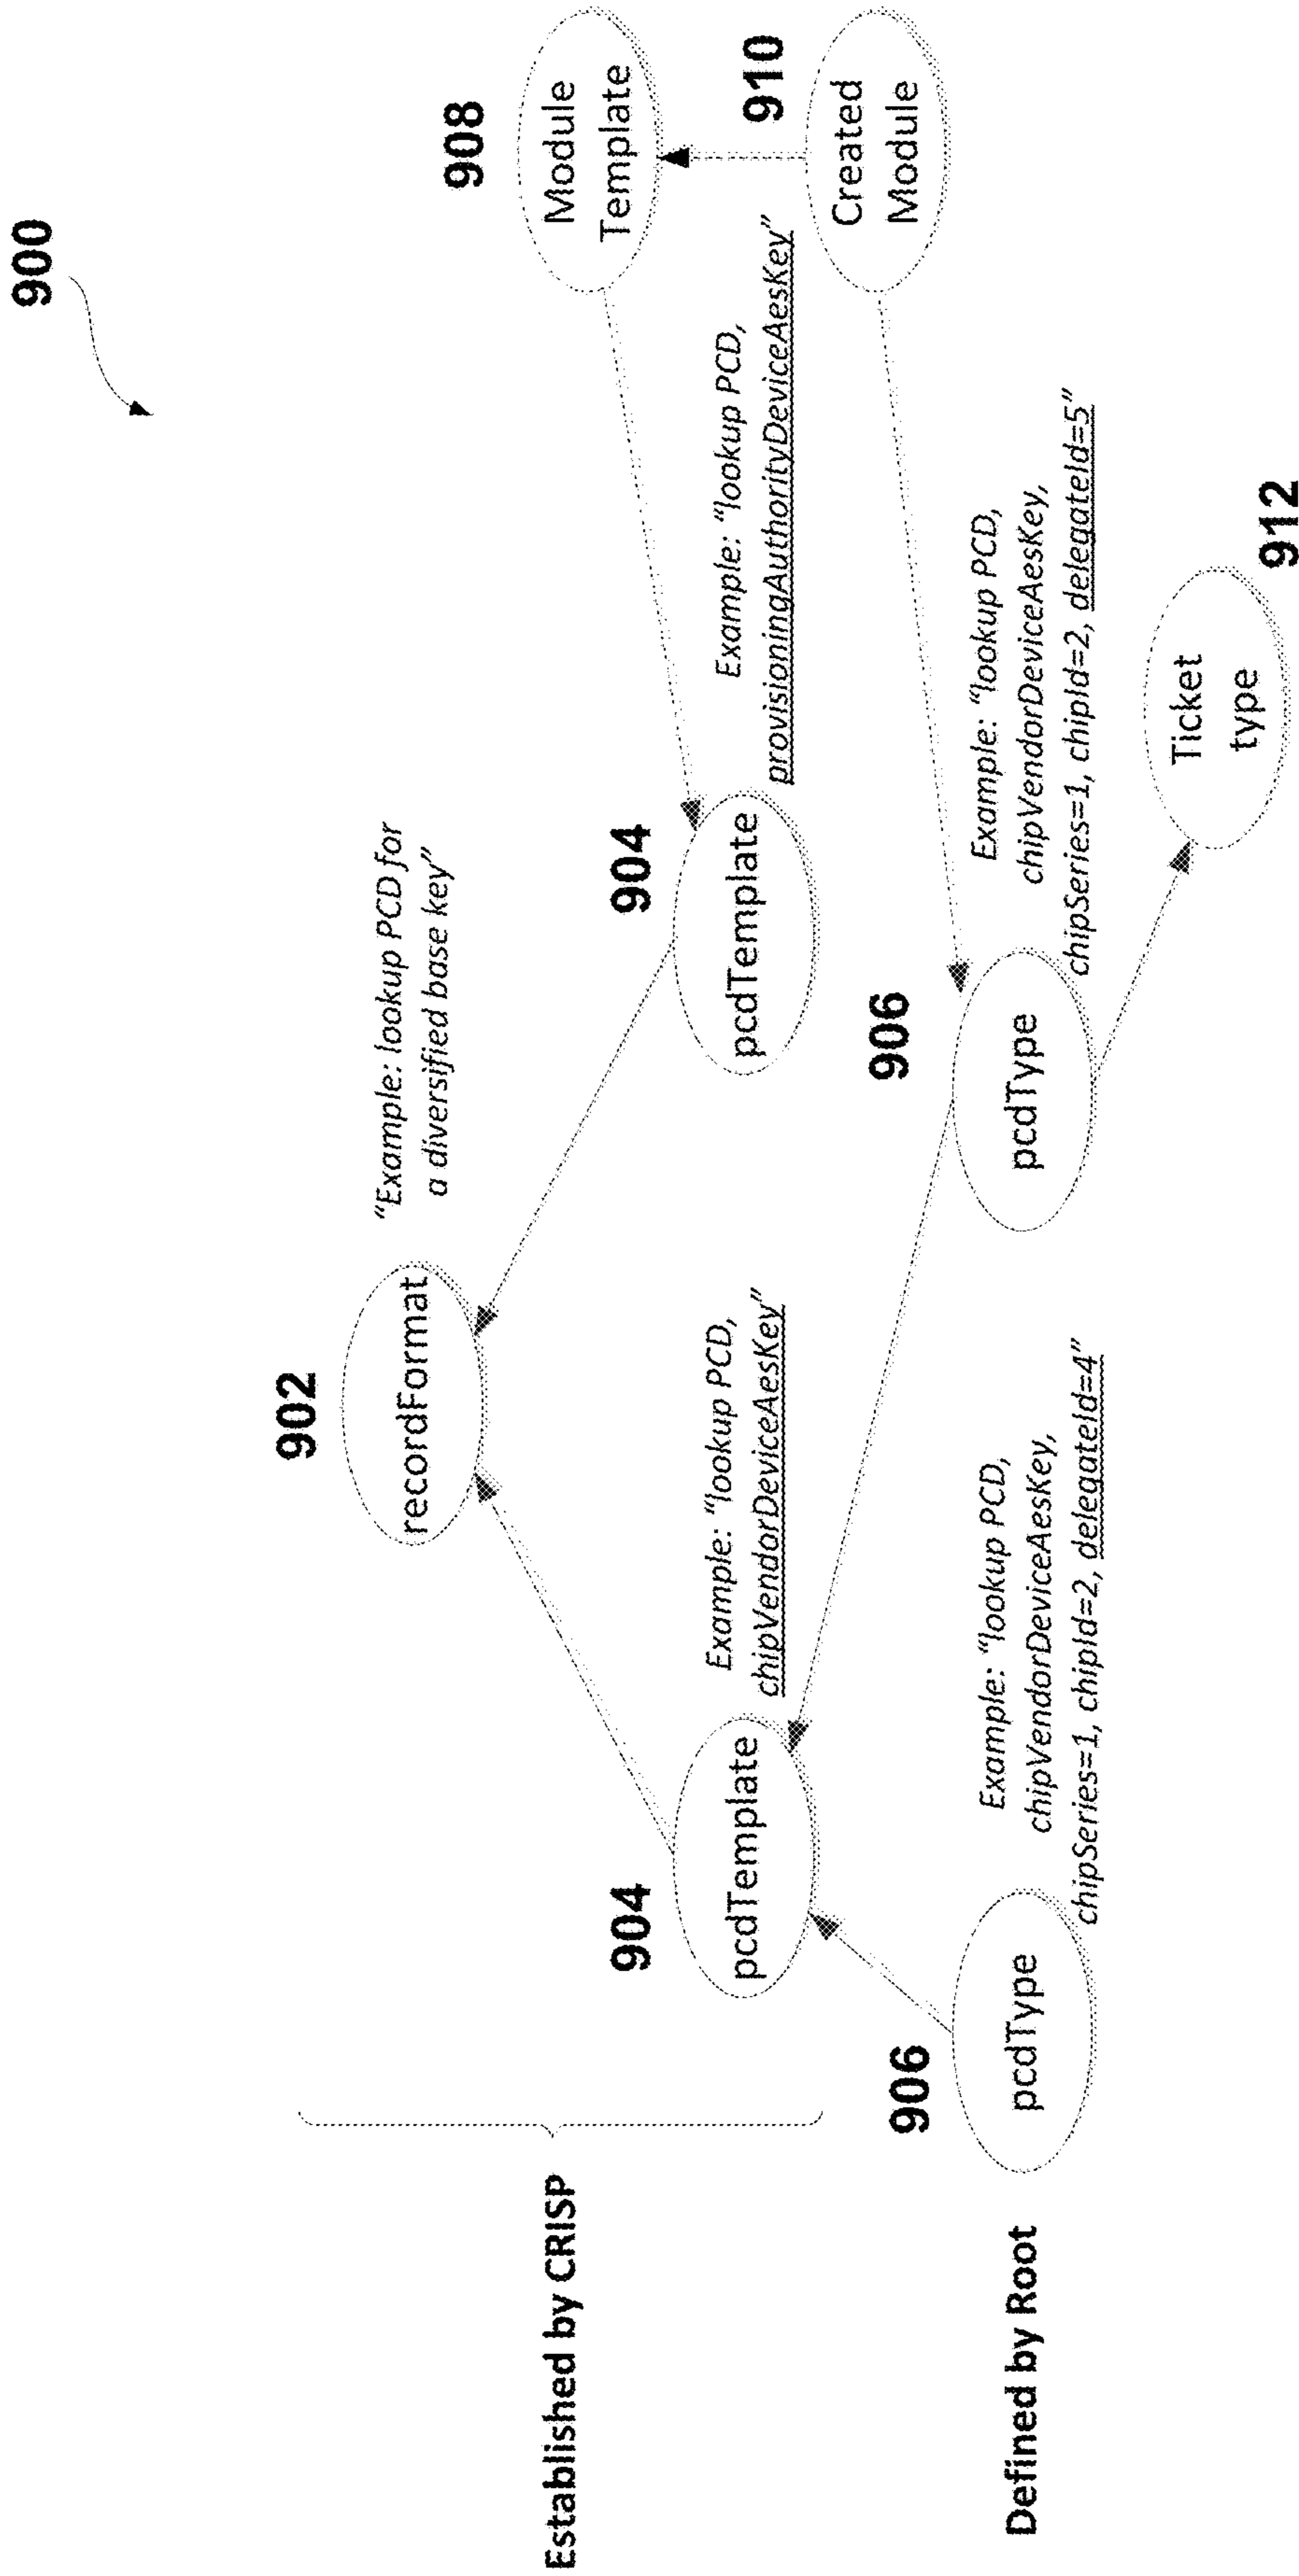 900
902
recordFormat
“Example: lookup PCD for
a diversified base key”
908
Module
Template
Established by CRISP
904
pcdTemplate
Example: “lookup PCD,
chipVendorDeviceAesKey”
904
pcdTemplate
Example: “lookup PCD,
provisioningAuthorityDeviceAesKey”
910
Created
Module
Defined by Root
906
pcdType
Example: “lookup PCD,
chipVendorDeviceAesKey,
chipSeries=1, chipId=2, delegateId=4”
906
pcdType
Example: “lookup PCD,
chipVendorDeviceAesKey,
chipSeries=1, chipId=2, delegateId=5”
Ticket
type
912